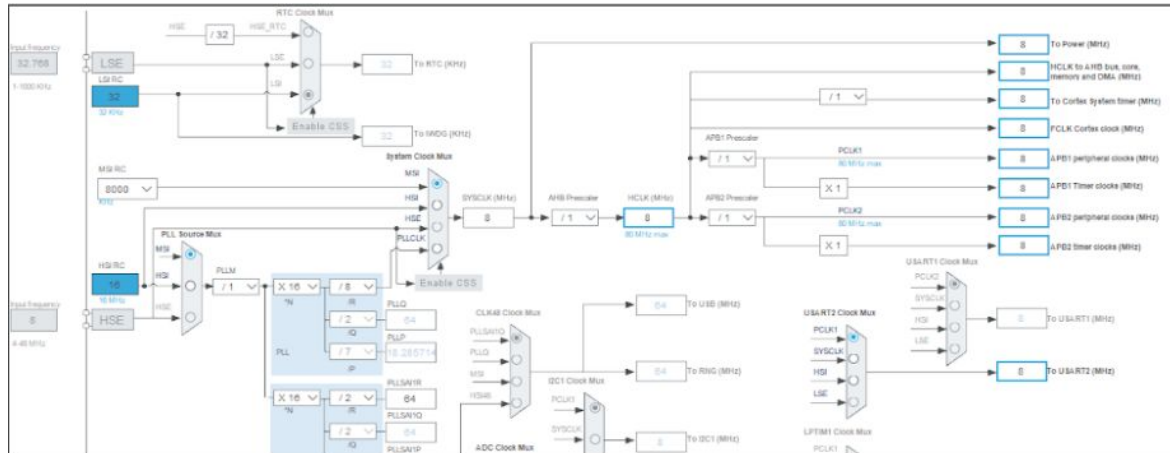 RTC Clock Mux
HSE
/ 32
HSE_RTC
Input frequency
32.768
1-1000 KHz
LSE
LSE
32
To RTC (KHz)
LSI RC
32
32 KHz
LSI
Enable CSS
32
To IWDG (KHz)
8
To Power (MHz)
8
HCLK to AHB bus, core,
memory and DMA (MHz)
/ 1
8
To Cortex System timer (MHz)
8
FCLK Cortex clock (MHz)
System Clock Mux
MSI RC
8000
KHz
MSI
HSI
HSE
PLLCLK
SYSCLK (MHz)
8
AHB Prescaler
/ 1
HCLK (MHz)
8
80 MHz max
APB1 Prescaler
/ 1
PCLK1
80 MHz max
8
APB1 peripheral clocks (MHz)
X 1
8
APB1 Timer clocks (MHz)
APB2 Prescaler
/ 1
PCLK2
80 MHz max
8
APB2 peripheral clocks (MHz)
X 1
8
APB2 timer clocks (MHz)
Enable CSS
PLL Source Mux
MSI
HSI RC
16
16 MHz
HSI
HSE
PLLM
/ 1
Input frequency
8
4-48 MHz
HSE
X 16
*N
/ 8
/R
PLLQ
/ 2
64
/Q
PLLP
PLL
/ 7
18.285714
/P
PLLSAI1R
X 16
/ 2
64
*N
/R
PLLSAI1Q
/ 2
64
/Q
PLLSAI1P
CLK48 Clock Mux
PLLSAI1Q
PLLQ
MSI
HSI48
64
To USB (MHz)
64
To RNG (MHz)
I2C1 Clock Mux
PCLK1
SYSCLK
8
To I2C1 (MHz)
ADC Clock Mux
USART1 Clock Mux
PCLK2
SYSCLK
HSI
LSE
8
To USART1 (MHz)
USART2 Clock Mux
PCLK1
SYSCLK
HSI
LSE
8
To USART2 (MHz)
LPTIM1 Clock Mux
PCLK1